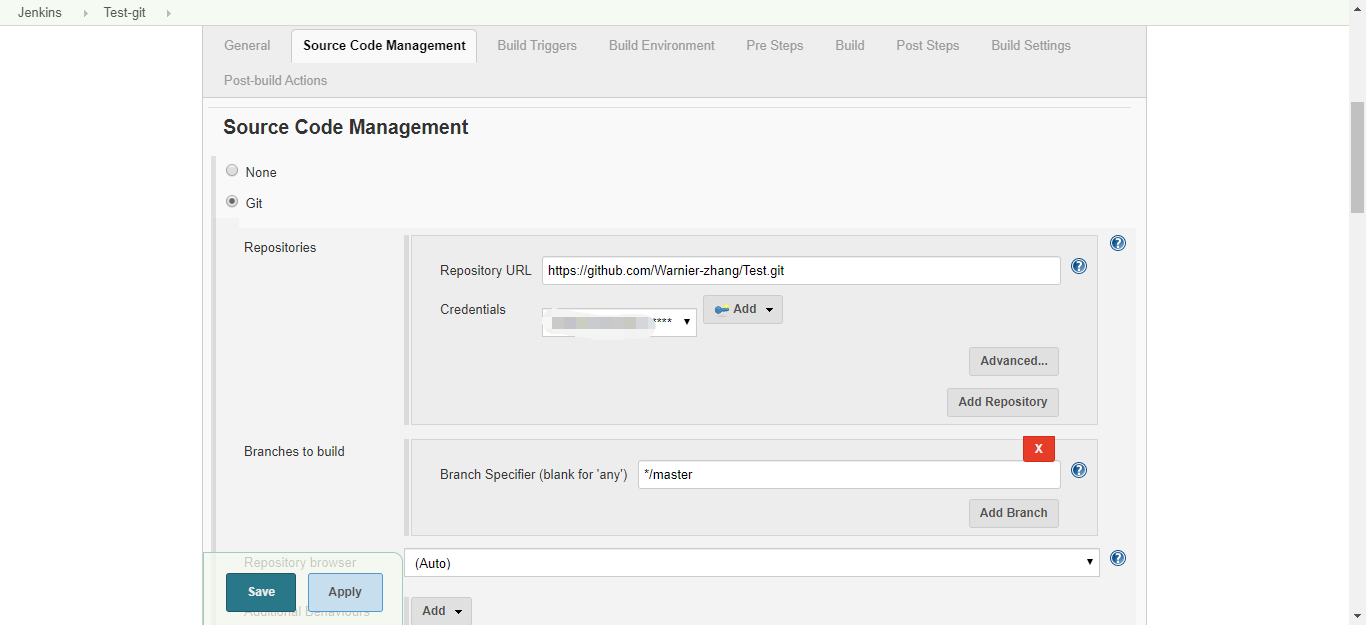 Jenkins Test-git
General Source Code Management Build Triggers Build Environment Pre Steps Build Post Steps Build Settings
Post-build Actions
Source Code Management
None
Git
Repositories
Repository URL https://github.com/Warnier-zhang/Test.git
Credentials
**** Add
Advanced...
Add Repository
Branches to build
X
Branch Specifier (blank for 'any') */master
Add Branch
Repository browser (Auto)
Save Apply
Additional Behaviours Add